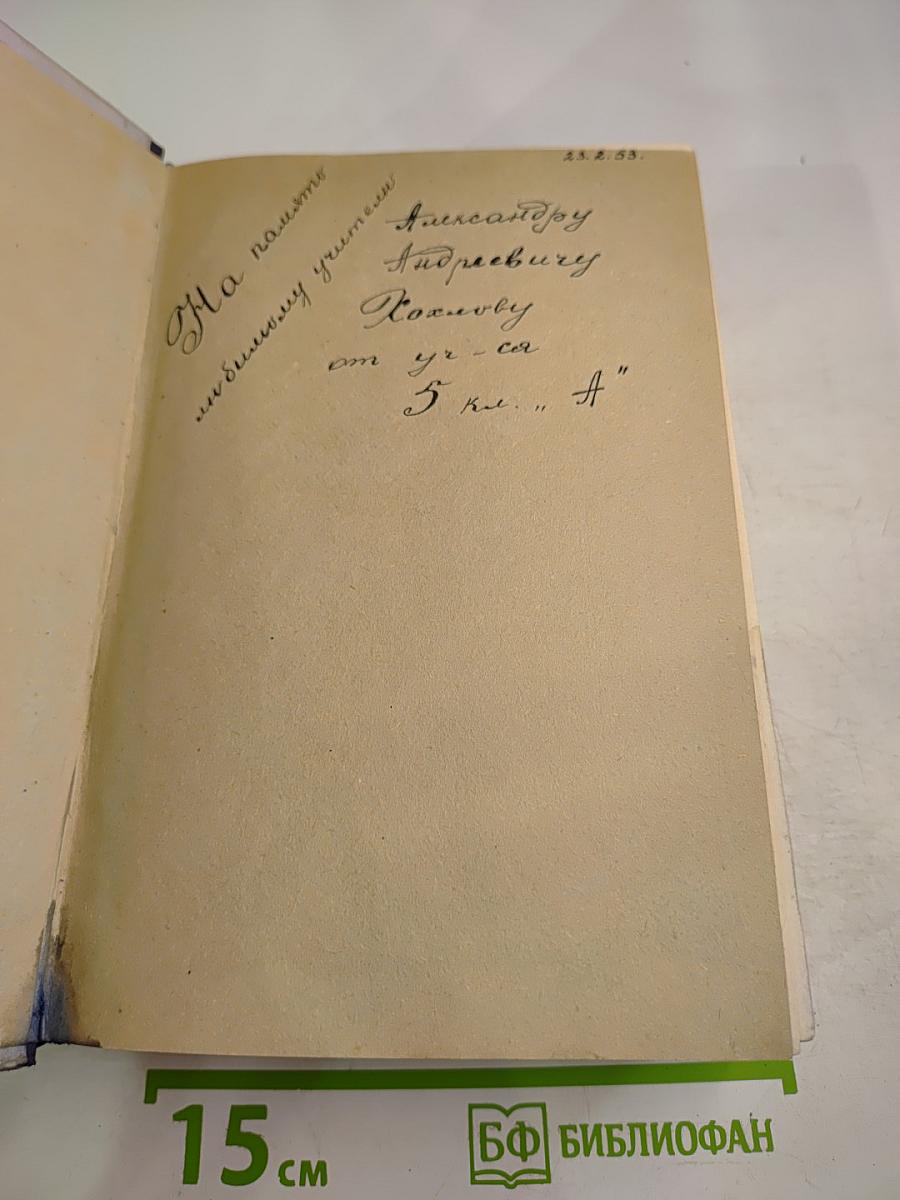 23.2.53.
На память
любимому учителю
Александру
Андреевичу
Хохлову
от уч-ся
5 кл. „А"
15 см
БФ БИБЛИОФАН